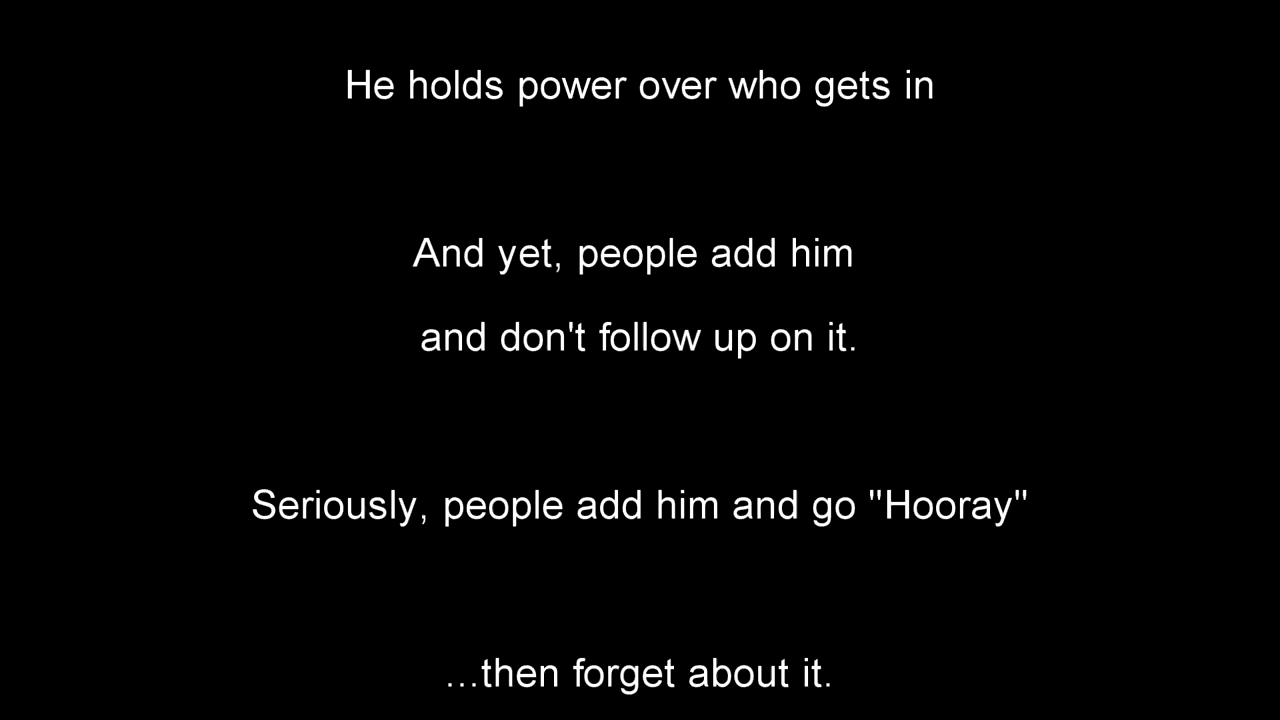 He holds power over who gets in
And yet, people add him
and don't follow up on it.
Seriously, people add him and go "Hooray"
...then forget about it.